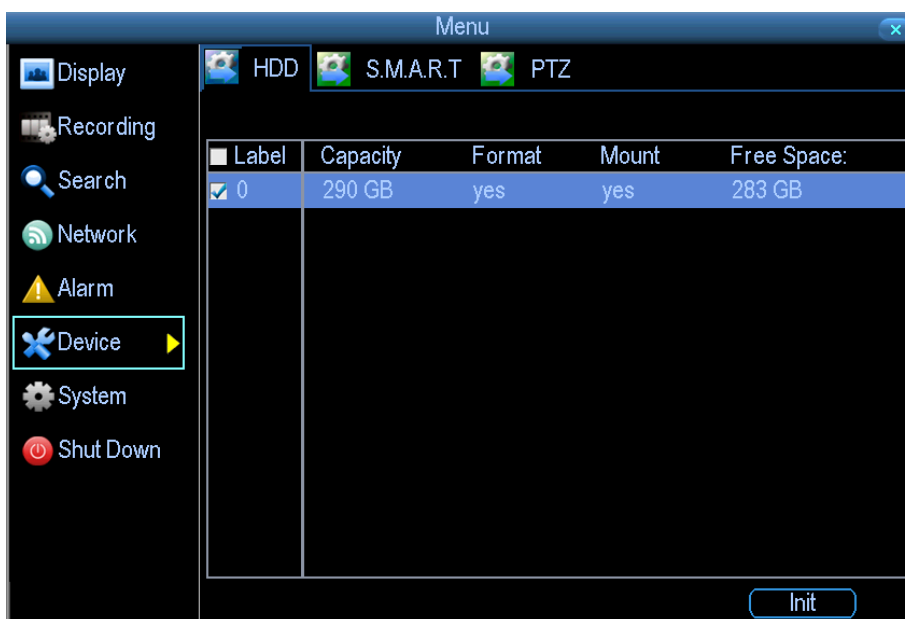 Menu
Display
Recording
Search
Network
Alarm
Device
System
Shut Down
HDD S.M.A.R.T PTZ
Label Capacity Format Mount Free Space:
0 290 GB yes yes 283 GB
Init